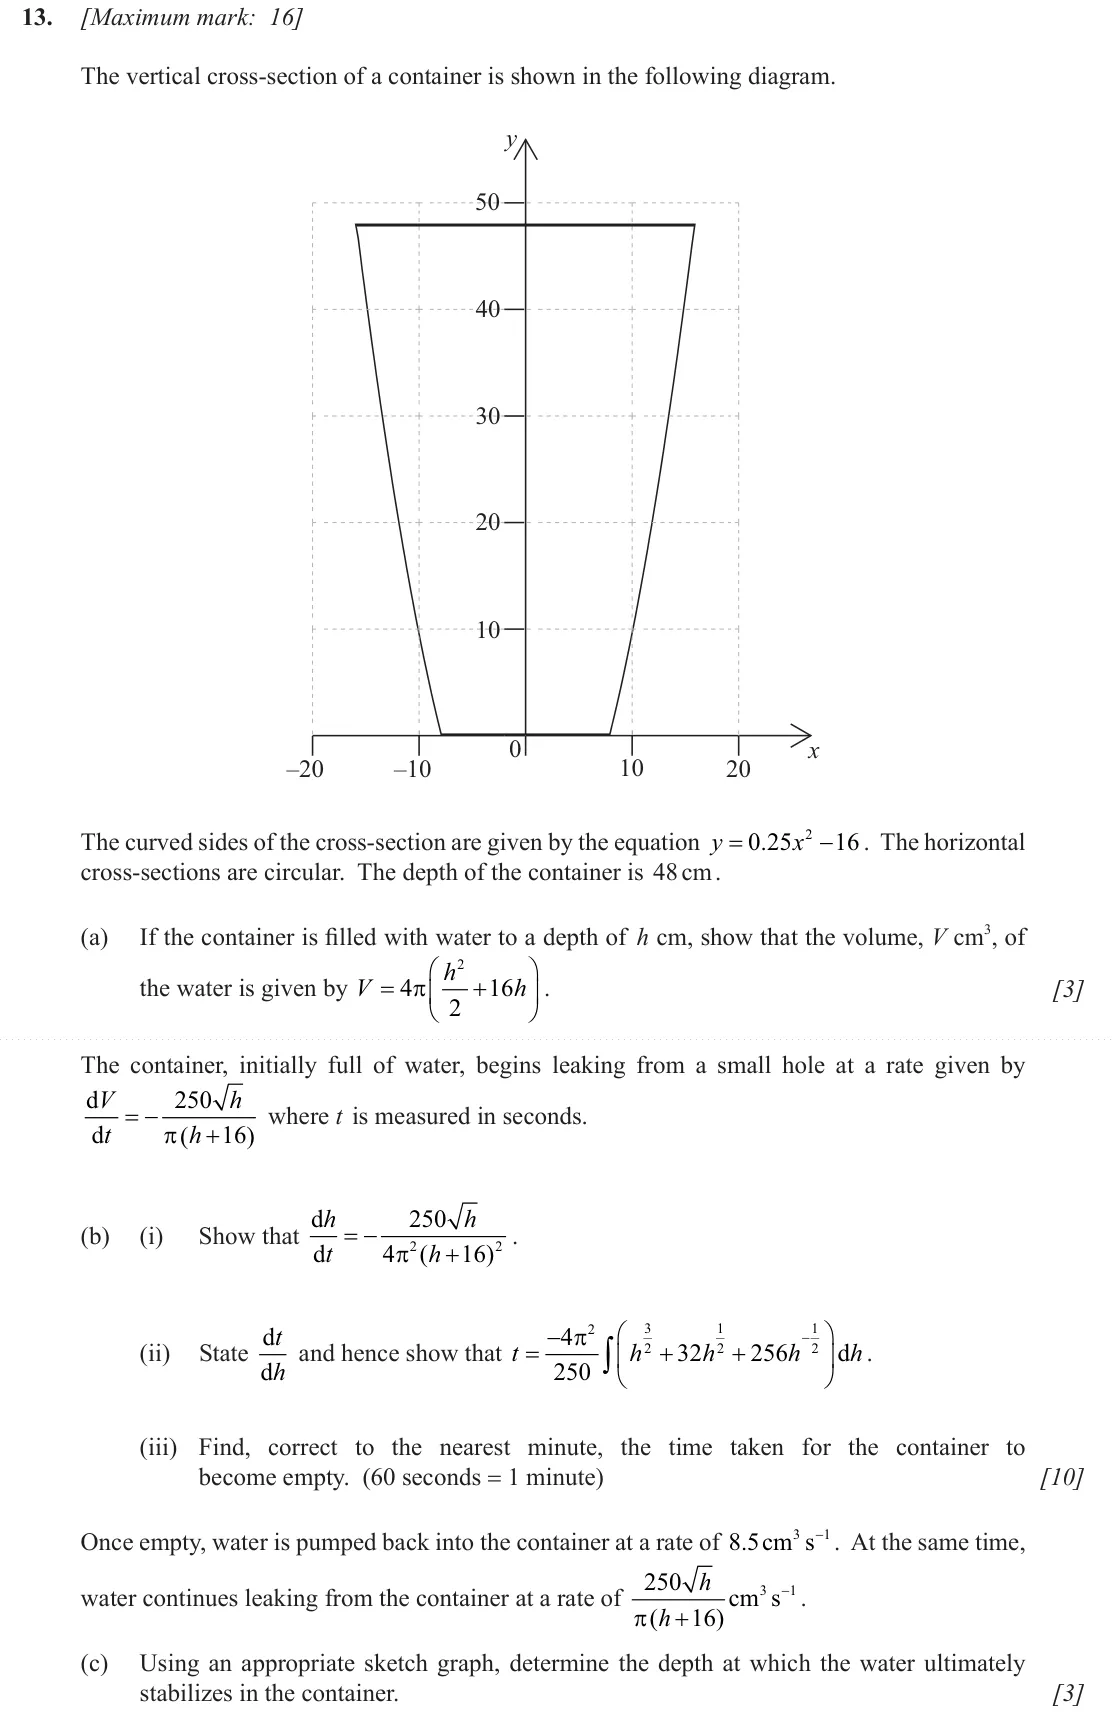 13. [Maximum mark: 16]
The vertical cross-section of a container is shown in the following diagram.
y
50
40
30
20
10
0
–20 –10 10 20 x
The curved sides of the cross-section are given by the equation y = 0.25x² − 16. The horizontal
cross-sections are circular. The depth of the container is 48 cm.
(a) If the container is filled with water to a depth of h cm, show that the volume, V cm³, of
the water is given by V = 4π(h²/2 + 16h). [3]
The container, initially full of water, begins leaking from a small hole at a rate given by
dV/dt = −250√h/(π(h+16)) where t is measured in seconds.
(b) (i) Show that dh/dt = −250√h/(4π²(h+16)²).
(ii) State dt/dh and hence show that t = −4π²/250 ∫(h^(3/2) + 32h^(1/2) + 256h^(−1/2)) dh.
(iii) Find, correct to the nearest minute, the time taken for the container to
become empty. (60 seconds = 1 minute) [10]
Once empty, water is pumped back into the container at a rate of 8.5 cm³ s⁻¹. At the same time,
water continues leaking from the container at a rate of 250√h/(π(h+16)) cm³ s⁻¹.
(c) Using an appropriate sketch graph, determine the depth at which the water ultimately
stabilizes in the container. [3]